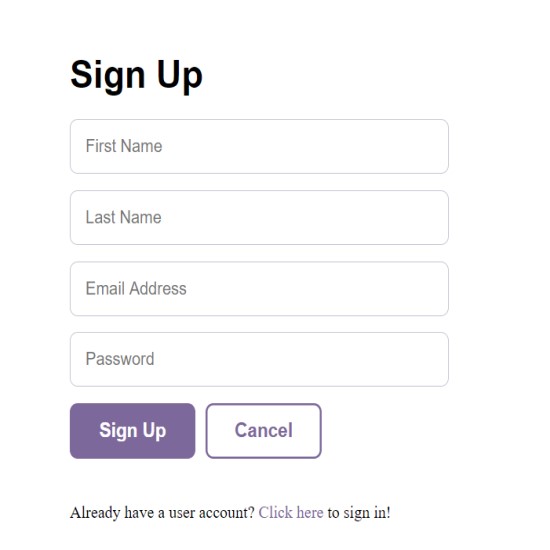 Sign Up
First Name
Last Name
Email Address
Password
Sign Up Cancel
Already have a user account? Click here to sign in!